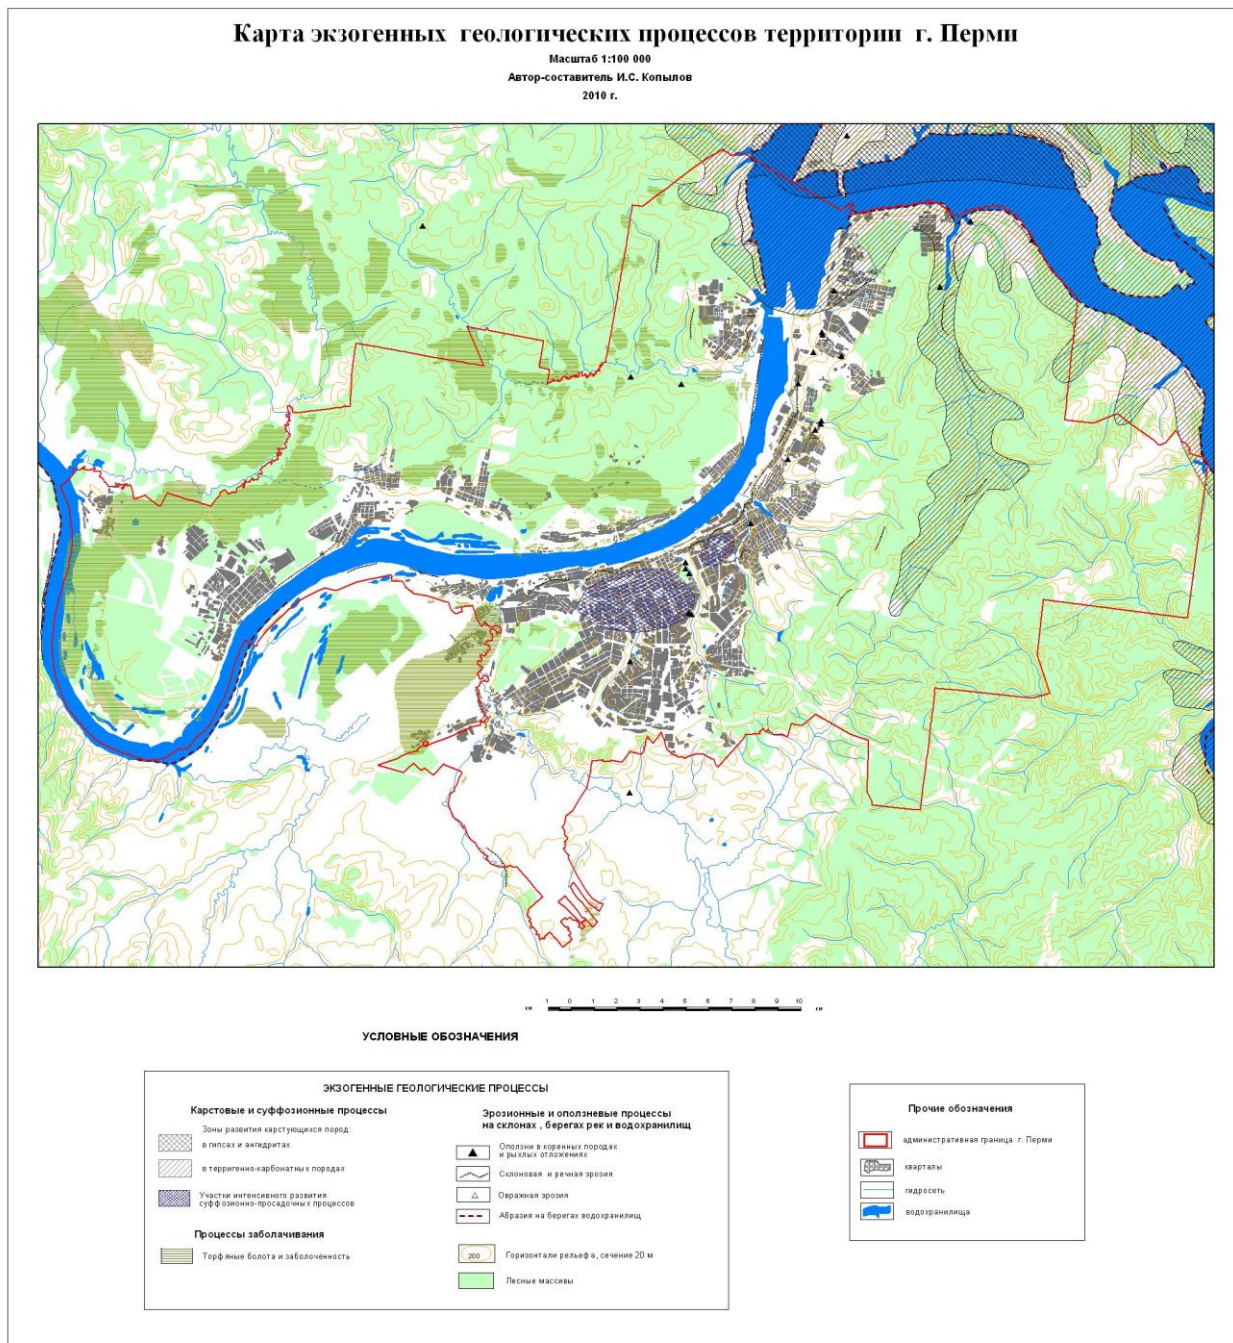 Карта экзогенных геологических процессов территории г. Перми
Масштаб 1:100 000
Автор-составитель И.С. Копылов
2010 г.
км 1 0 1 2 3 4 5 6 7 8 9 10 км
УСЛОВНЫЕ ОБОЗНАЧЕНИЯ
ЭКЗОГЕННЫЕ ГЕОЛОГИЧЕСКИЕ ПРОЦЕССЫ
Карстовые и суффозионные процессы
Зоны развития карстующихся пород:
в гипсах и ангидритах
в терригенно-карбонатных породах
Участки интенсивного развития
суффозионно-просадочных процессов
Процессы заболачивания
Торфяные болота и заболоченность
Эрозионные и оползневые процессы
на склонах , берегах рек и водохранилищ
Оползни в коренных породах
и рыхлых отложениях
Склоновая и речная эрозия
Овражная эрозия
Абразия на берегах водохранилищ
200 Горизонтали рельефа, сечение 20 м
Лесные массивы
Прочие обозначения
административная граница г. Перми
кварталы
гидросеть
водохранилища